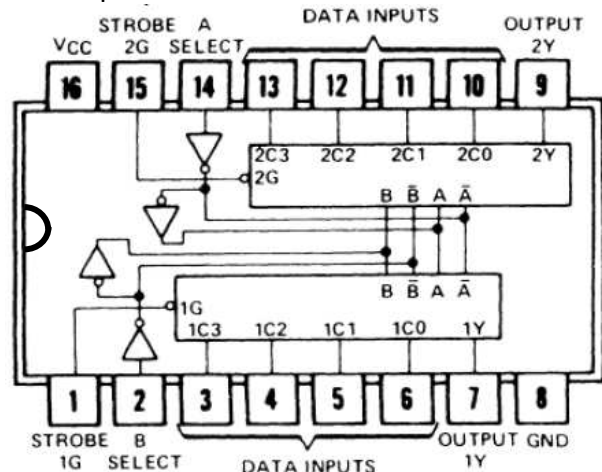 DATA INPUTS
STROBE A OUTPUT
VCC 2G SELECT 2Y
16 15 14 13 12 11 10 9
2C3 2C2 2C1 2C0 2Y
2G
B B̅ A A̅
B B̅ A A̅
1G
1C3 1C2 1C1 1C0 1Y
1 2 3 4 5 6 7 8
STROBE B OUTPUT GND
1G SELECT DATA INPUTS 1Y